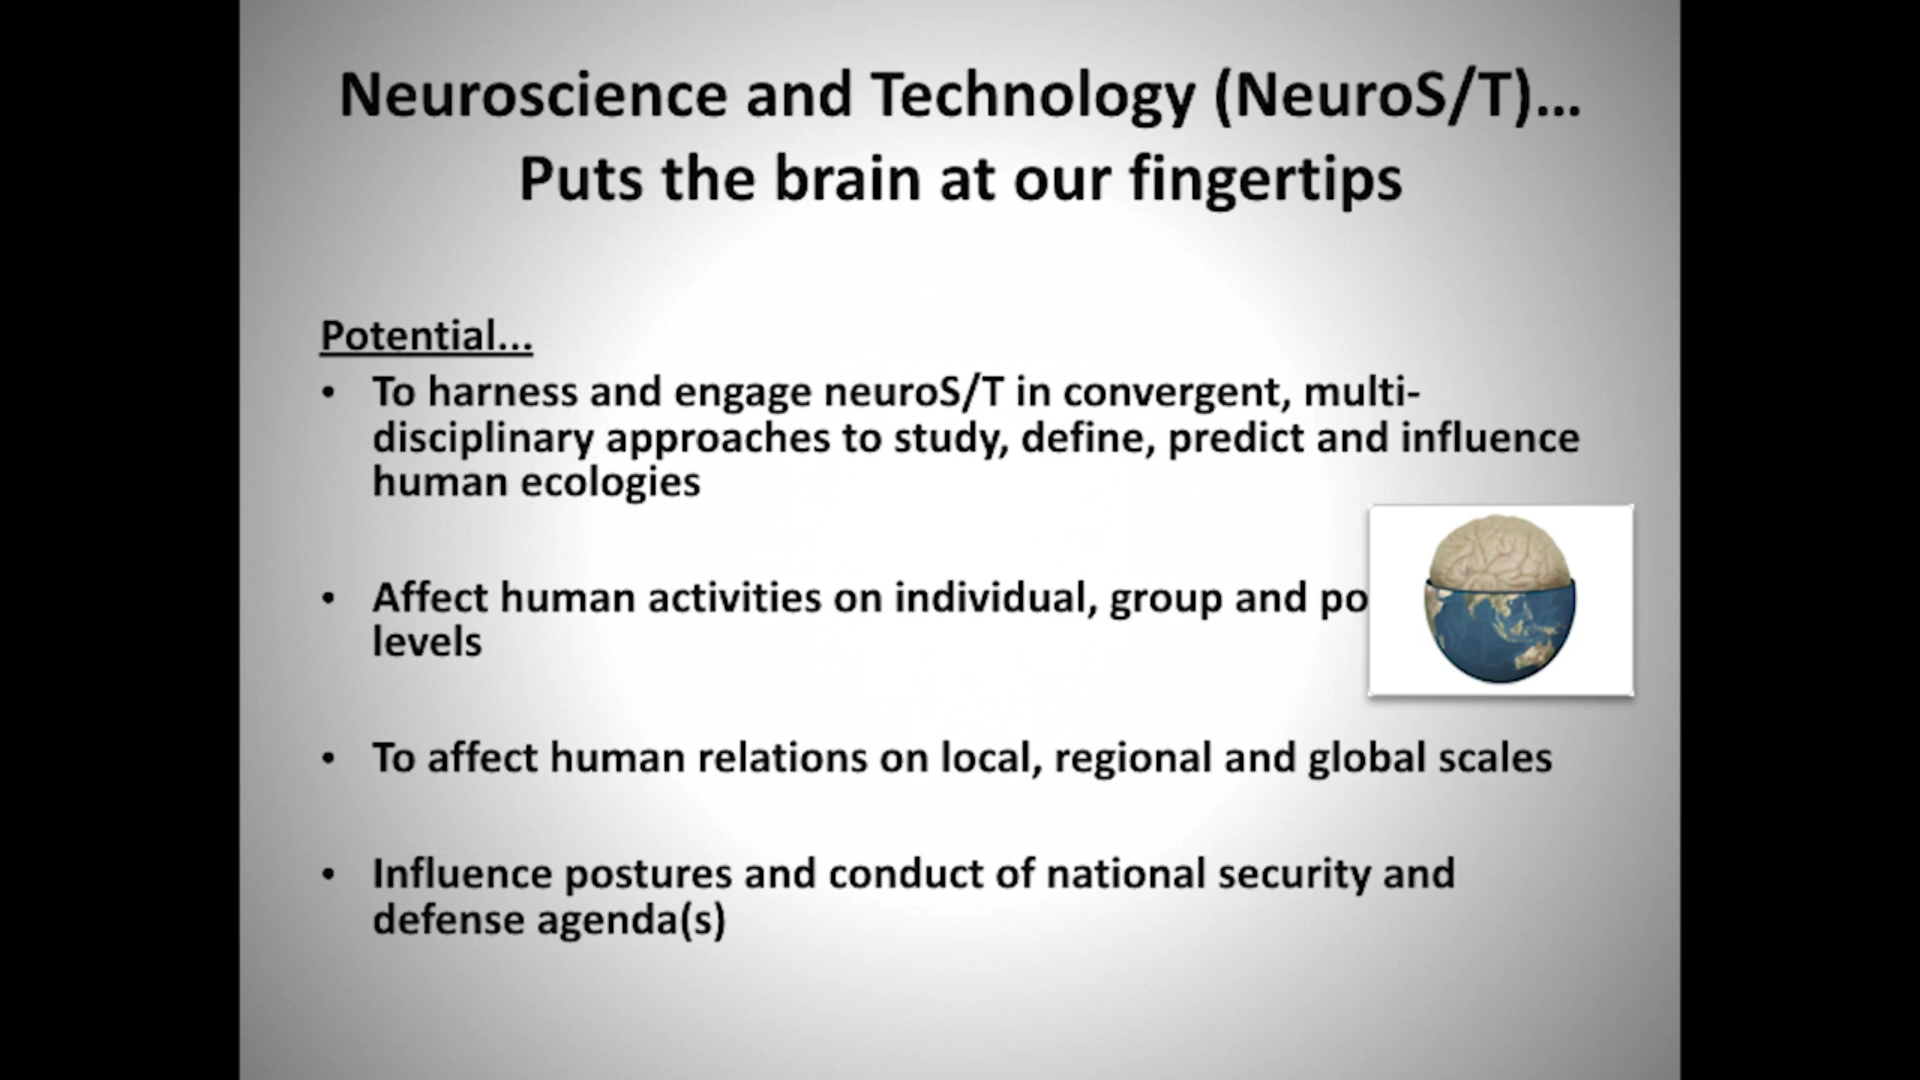 Neuroscience and Technology (NeuroS/T)...
Puts the brain at our fingertips
Potential...
• To harness and engage neuroS/T in convergent, multi-
disciplinary approaches to study, define, predict and influence
human ecologies
• Affect human activities on individual, group and po
levels
• To affect human relations on local, regional and global scales
• Influence postures and conduct of national security and
defense agenda(s)